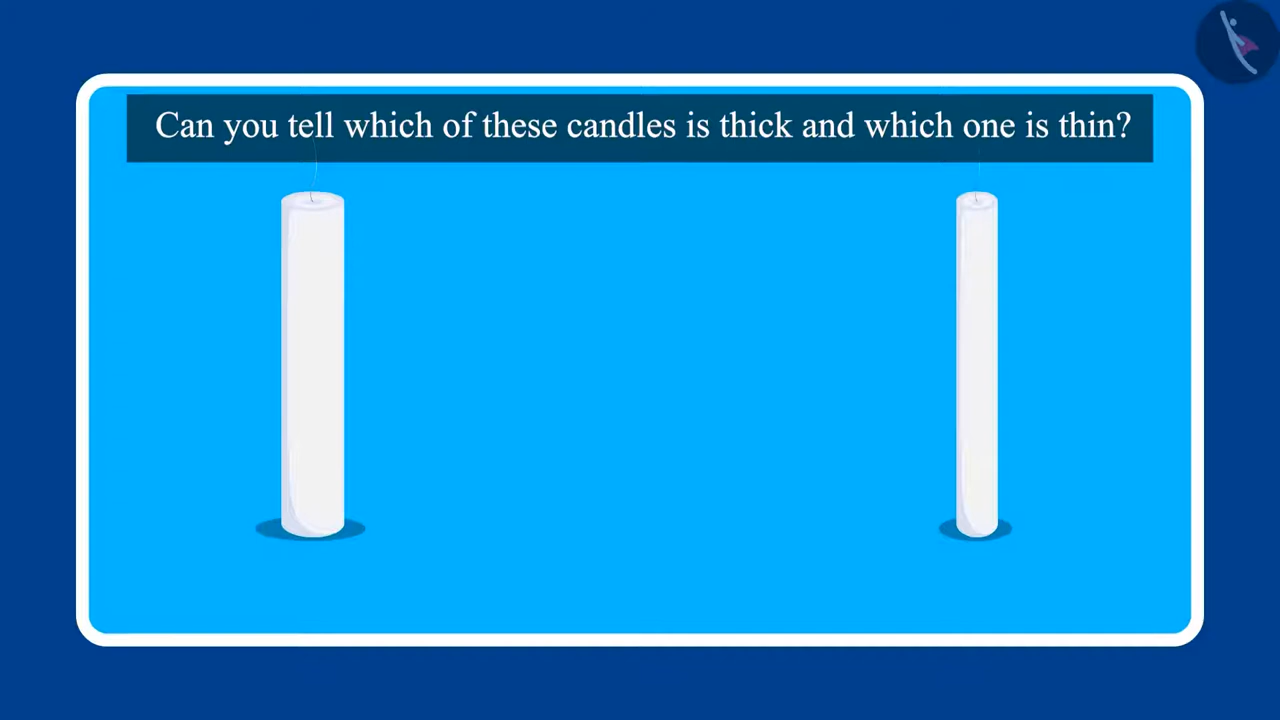 Can you tell which of these candles is thick and which one is thin?